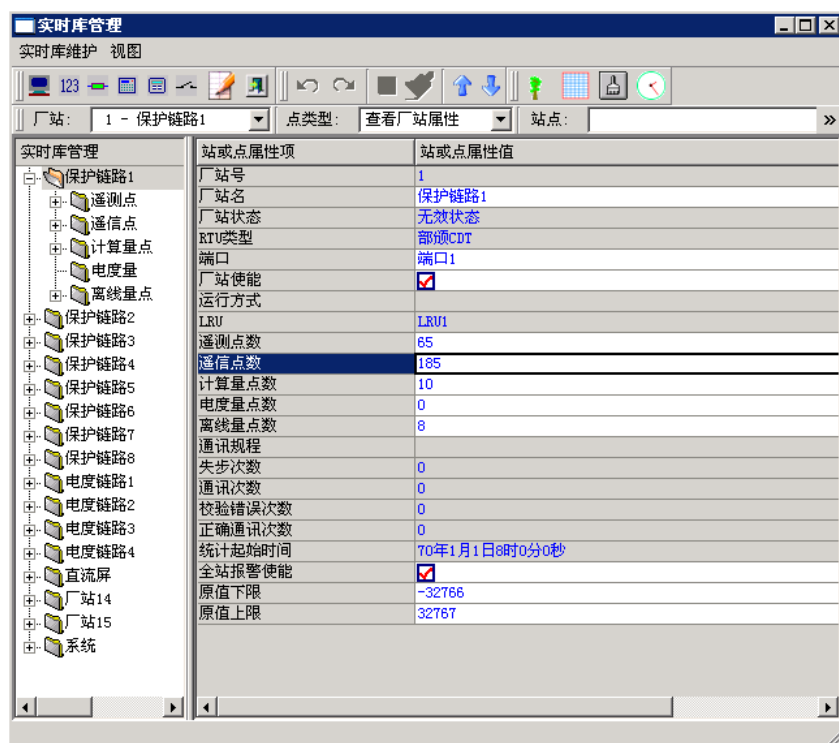 实时库管理
实时库维护 视图
123
厂站: 1 - 保护链路1 点类型: 查看厂站属性 站点: »
实时库管理
保护链路1
遥测点
遥信点
计算量点
电度量
离线量点
保护链路2
保护链路3
保护链路4
保护链路5
保护链路6
保护链路7
保护链路8
电度链路1
电度链路2
电度链路3
电度链路4
直流屏
厂站14
厂站15
系统
站或点属性项 站或点属性值
厂站号 1
厂站名 保护链路1
厂站状态 无效状态
RTU类型 部颁CDT
端口 端口1
厂站使能
运行方式
LRU LRU1
遥测点数 65
遥信点数 185
计算量点数 10
电度量点数 0
离线量点数 8
通讯规程
失步次数 0
通讯次数 0
校验错误次数 0
正确通讯次数 0
统计起始时间 70年1月1日8时0分0秒
全站报警使能
原值下限 -32766
原值上限 32767